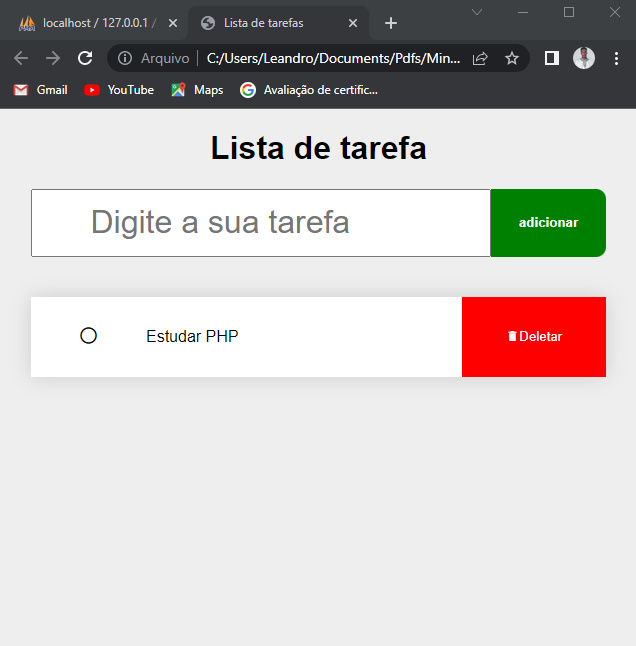 localhost / 127.0.0.1 /
Lista de tarefas
Arquivo
C:/Users/Leandro/Documents/Pdfs/Min...
Gmail
YouTube
Maps
Avaliação de certific...
Lista de tarefa
Digite a sua tarefa
adicionar
Estudar PHP
Deletar